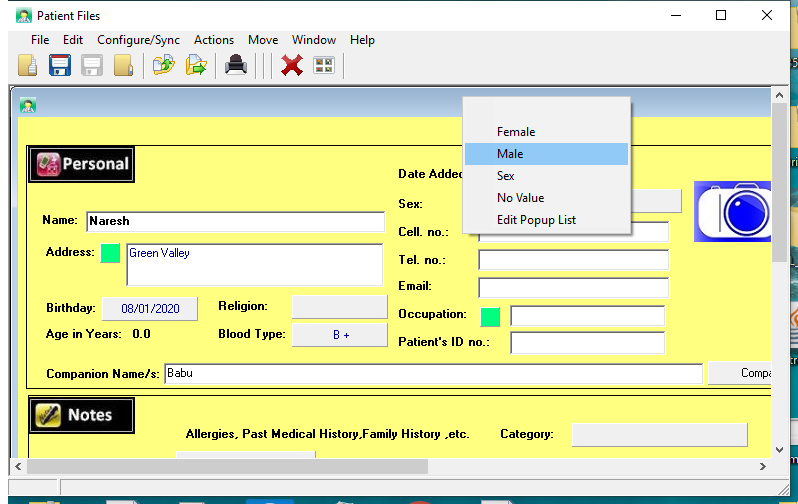 Patient Files
File Edit Configure/Sync Actions Move Window Help
Female
Male
Sex
No Value
Edit Popup List
Personal
Date Added
Sex:
Name: Naresh
Cell. no.:
Address: Green Valley
Tel. no.:
Email:
Birthday: 08/01/2020 Religion:
Occupation:
Age in Years: 0.0 Blood Type: B +
Patient's ID no.:
Companion Name/s: Babu Compa
Notes
Allergies, Past Medical History,Family History ,etc. Category: